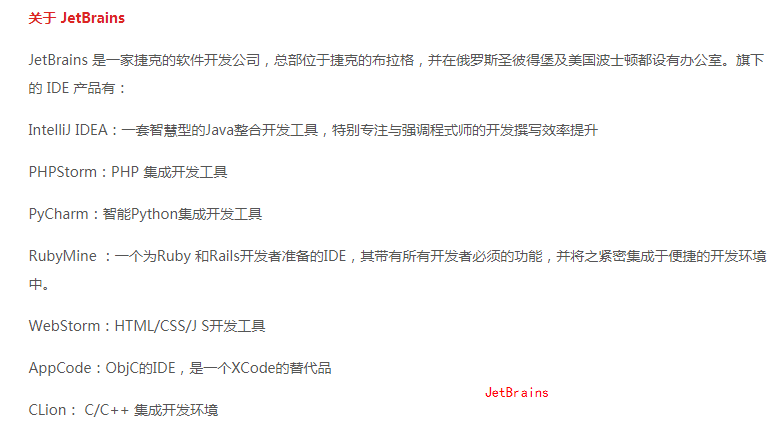 关于 JetBrains
JetBrains 是一家捷克的软件开发公司，总部位于捷克的布拉格，并在俄罗斯圣彼得堡及美国波士顿都设有办公室。旗下
的 IDE 产品有：
IntelliJ IDEA：一套智慧型的Java整合开发工具，特别专注与强调程式师的开发撰写效率提升
PHPStorm：PHP 集成开发工具
PyCharm：智能Python集成开发工具
RubyMine ：一个为Ruby 和Rails开发者准备的IDE，其带有所有开发者必须的功能，并将之紧密集成于便捷的开发环境
中。
WebStorm：HTML/CSS/J S开发工具
AppCode：ObjC的IDE，是一个XCode的替代品
JetBrains
CLion： C/C++ 集成开发环境